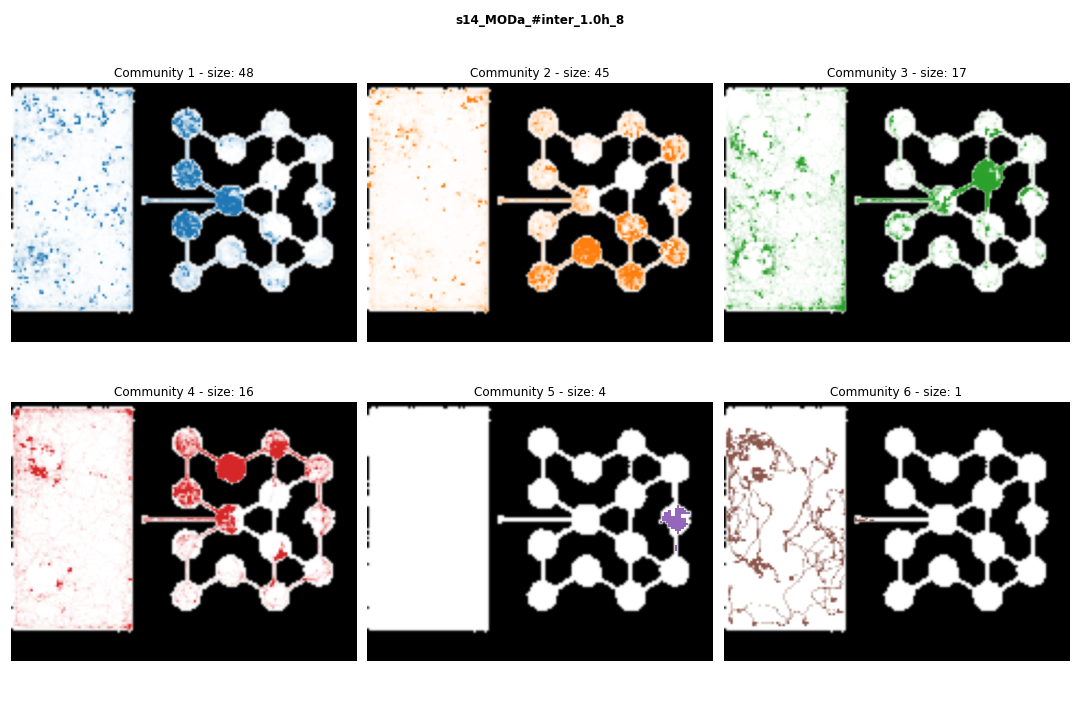 s14_MODa_#inter_1.0h_8
Community 1 - size: 48
Community 2 - size: 45
Community 3 - size: 17
Community 4 - size: 16
Community 5 - size: 4
Community 6 - size: 1